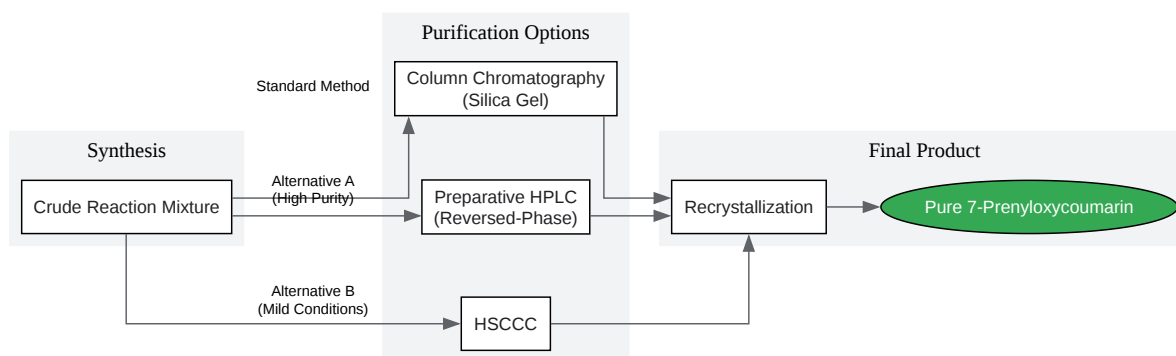 Purification Options
Standard Method
Column Chromatography
(Silica Gel)
Synthesis
Crude Reaction Mixture
Alternative A
(High Purity)
Preparative HPLC
(Reversed-Phase)
Alternative B
(Mild Conditions)
HSCCC
Final Product
Recrystallization
Pure 7-Prenyloxycoumarin